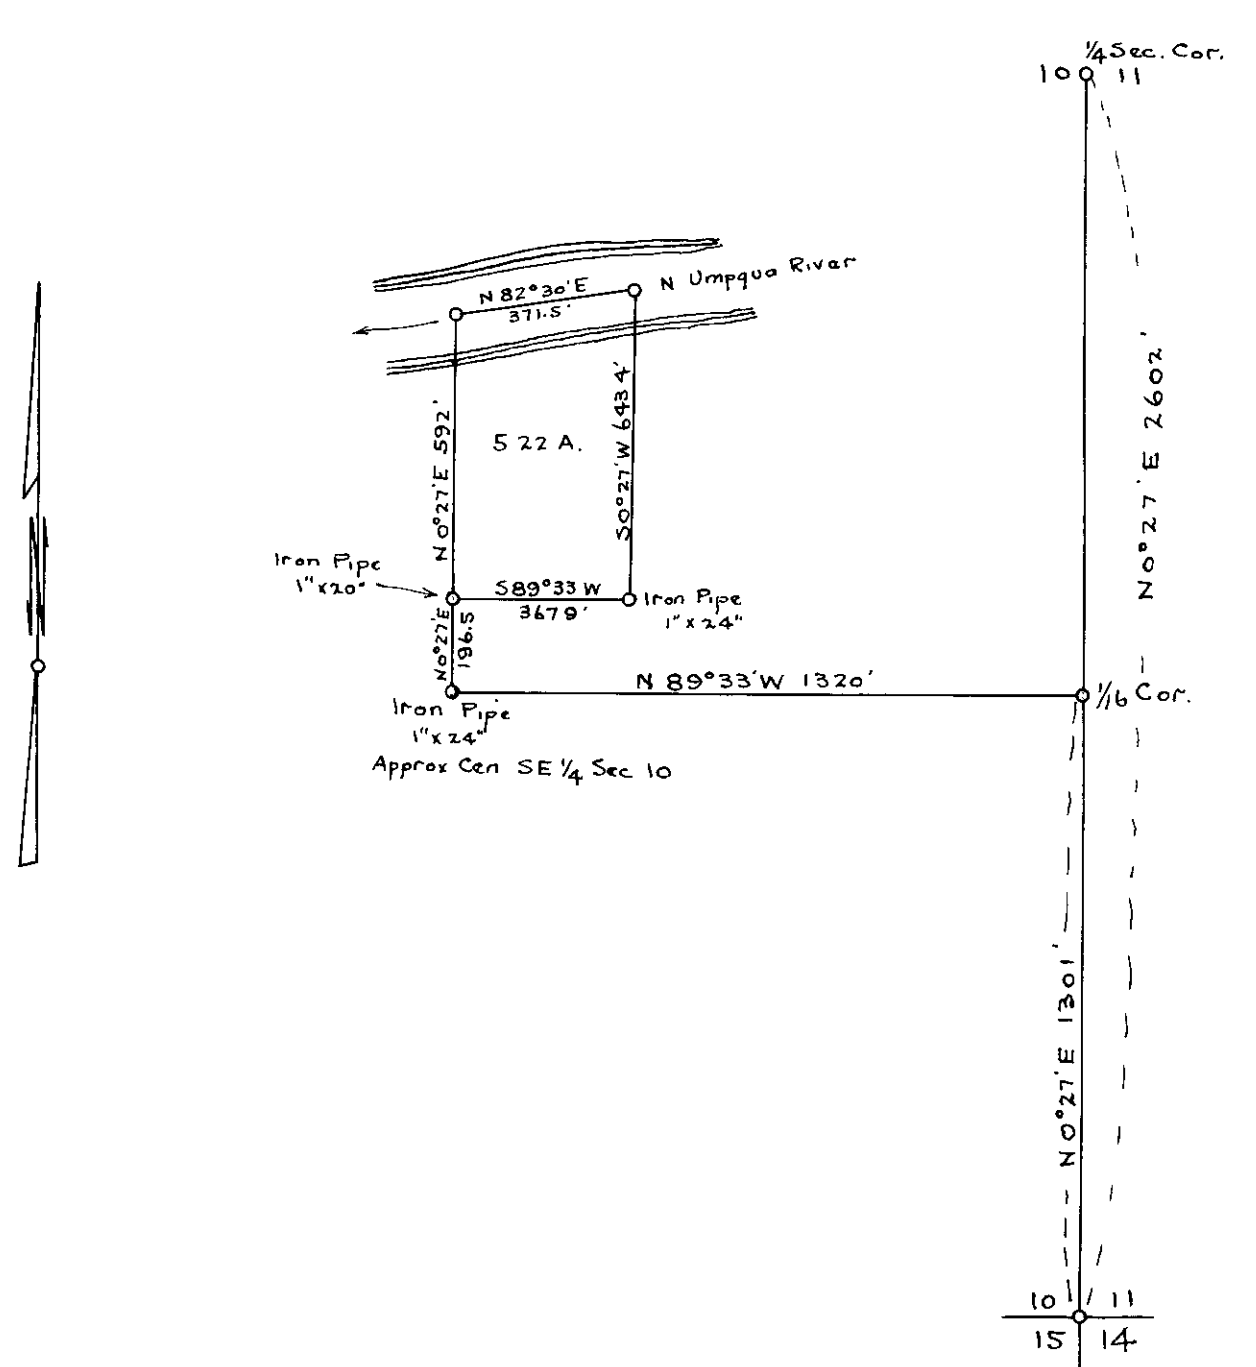 1/4 Sec. Cor.
10 11
N Umpqua River
N 82°30'E
371.5'
N 0°27'E 592'
5 22 A.
S0°27'W 643 4'
N0°27'E 2602'
Iron Pipe
1"x20"
S89°33 W
367 9'
Iron Pipe
1"x24"
N0°27'E
196.5
N 89°33'W 1320'
1/16 Cor.
Iron Pipe
1"x24"
Approx Cen SE 1/4 Sec 10
N0°27'E 1301'
10 11
15 14
N